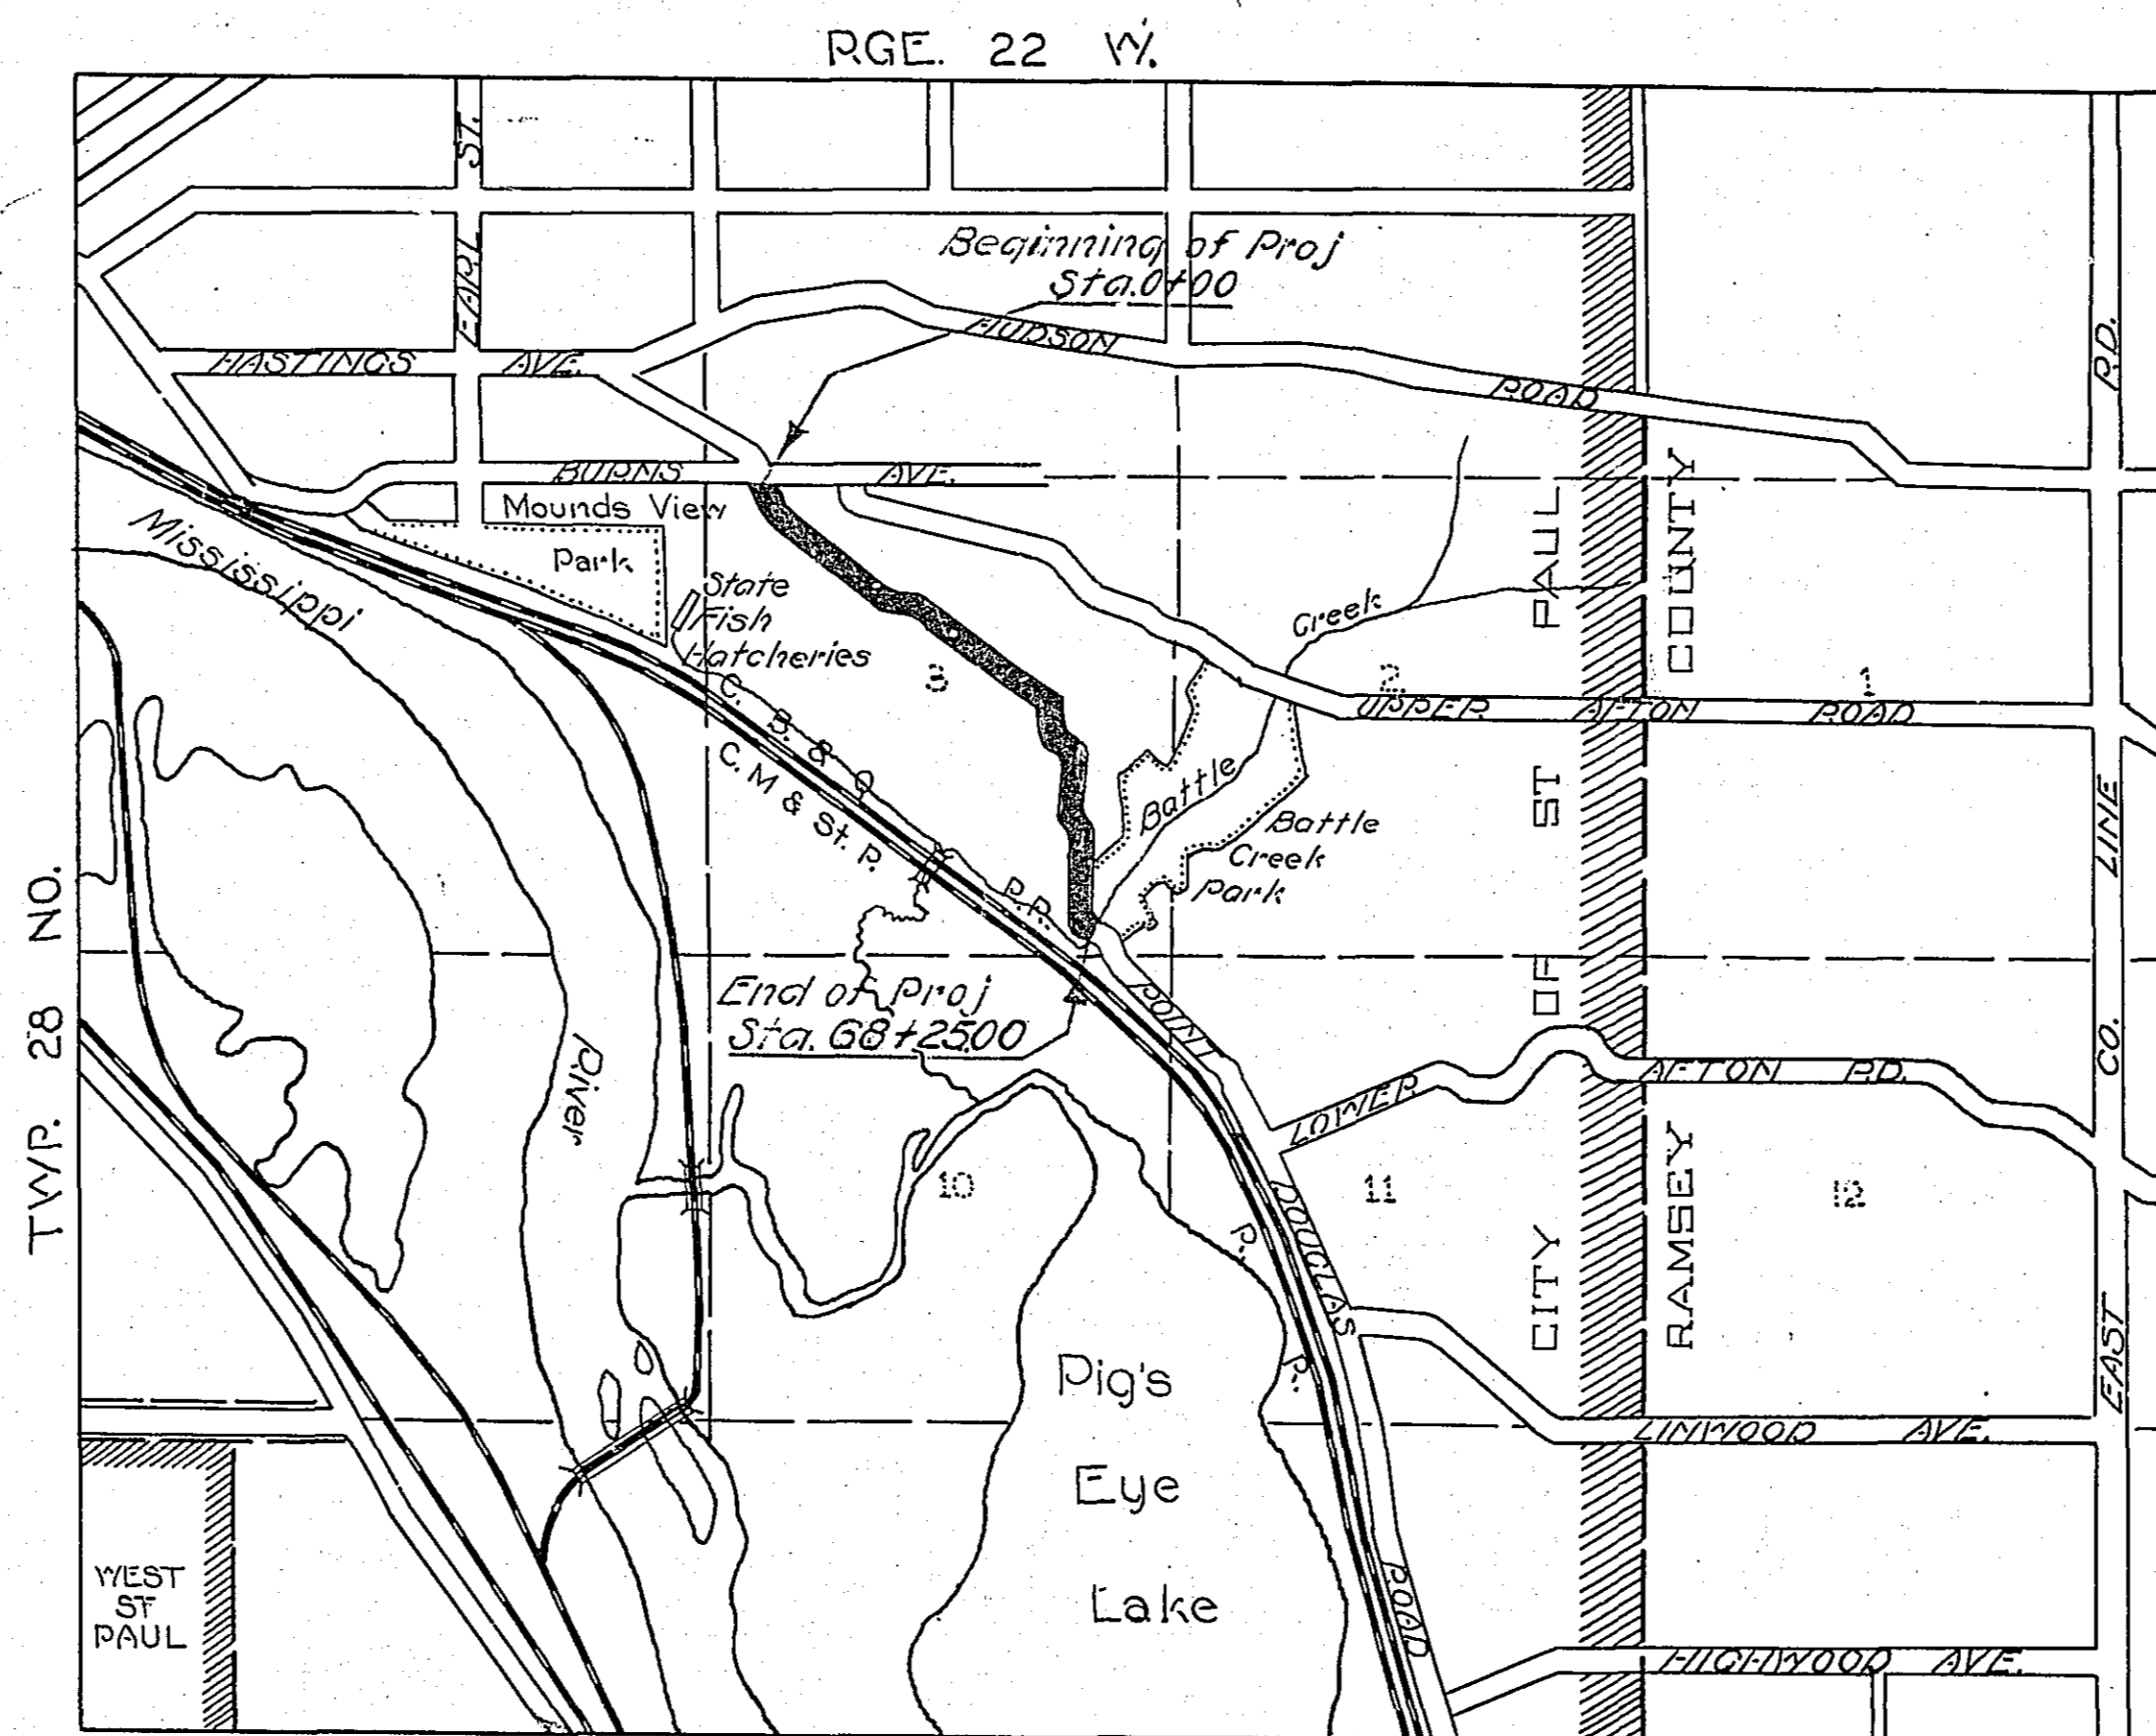 RGE. 22 W.
TWP. 28 NO.
EARL ST.
Beginning of Proj
Sta. 0+00
HUDSON ROAD
HASTINGS AVE.
BURNS AVE.
Mounds View
Park
State
Fish
Hatcheries
Mississippi
River
Creek
3
2
1
UPPER AFTON ROAD
C. B. & Q. R.R.
C. M & St. P.
Battle
Battle
Creek
Park
End of Proj
Sta. 68+25.00
POINT DOUGLAS ROAD
LOWER AFTON RD.
10
11
12
R. R.
CITY OF ST PAUL
RAMSEY COUNTY
EAST CO. LINE RD.
Pig's
Eye
Lake
LINWOOD AVE.
HIGHWOOD AVE.
WEST
ST
PAUL